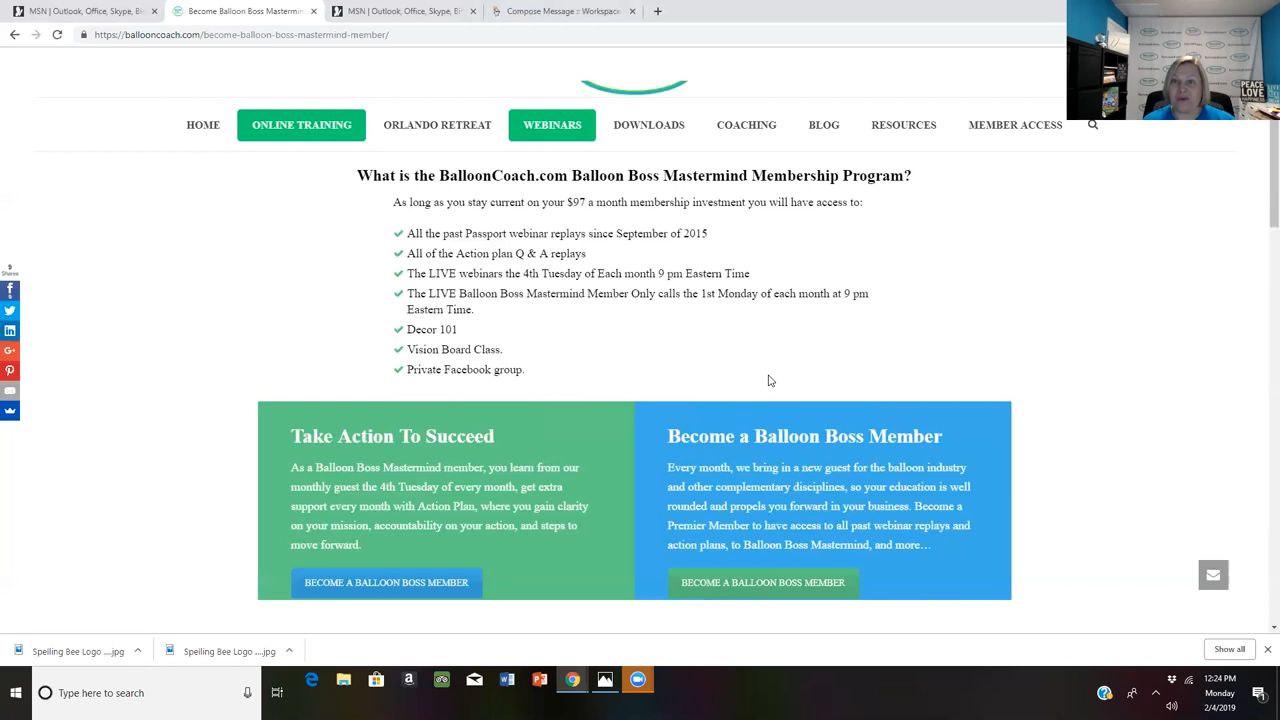 MSN | Outlook, Office, Skype, Bi
Become Balloon Boss Mastermind
MSN | Outlook, Office, Skype, Bi
Compose Message :: Workspace
https://ballooncoach.com/become-balloon-boss-mastermind-member/
PEACE
LOVE
HAPPINESS
HOME
ONLINE TRAINING
ORLANDO RETREAT
WEBINARS
DOWNLOADS
COACHING
BLOG
RESOURCES
MEMBER ACCESS
What is the BalloonCoach.com Balloon Boss Mastermind Membership Program?
As long as you stay current on your $97 a month membership investment you will have access to:
All the past Passport webinar replays since September of 2015
All of the Action plan Q & A replays
The LIVE webinars the 4th Tuesday of Each month 9 pm Eastern Time
The LIVE Balloon Boss Mastermind Member Only calls the 1st Monday of each month at 9 pm
Eastern Time.
Decor 101
Vision Board Class.
Private Facebook group.
9
Shares
9
Take Action To Succeed
As a Balloon Boss Mastermind member, you learn from our
monthly guest the 4th Tuesday of every month, get extra
support every month with Action Plan, where you gain clarity
on your mission, accountability on your action, and steps to
move forward.
BECOME A BALLOON BOSS MEMBER
Become a Balloon Boss Member
Every month, we bring in a new guest for the balloon industry
and other complementary disciplines, so your education is well
rounded and propels you forward in your business. Become a
Premier Member to have access to all past webinar replays and
action plans, to Balloon Boss Mastermind, and more…
BECOME A BALLOON BOSS MEMBER
Spelling Bee Logo ....jpg
Spelling Bee Logo ....jpg
Show all
Type here to search
12:24 PM
Monday
2/4/2019